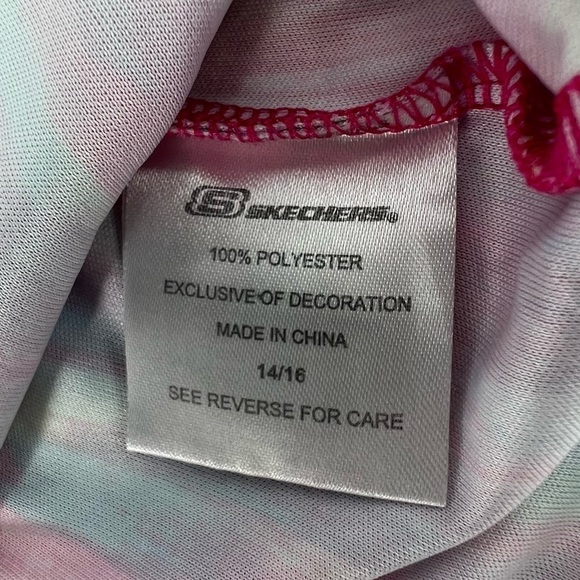 S SKECHERS®
100% POLYESTER
EXCLUSIVE OF DECORATION
MADE IN CHINA
14/16
SEE REVERSE FOR CARE